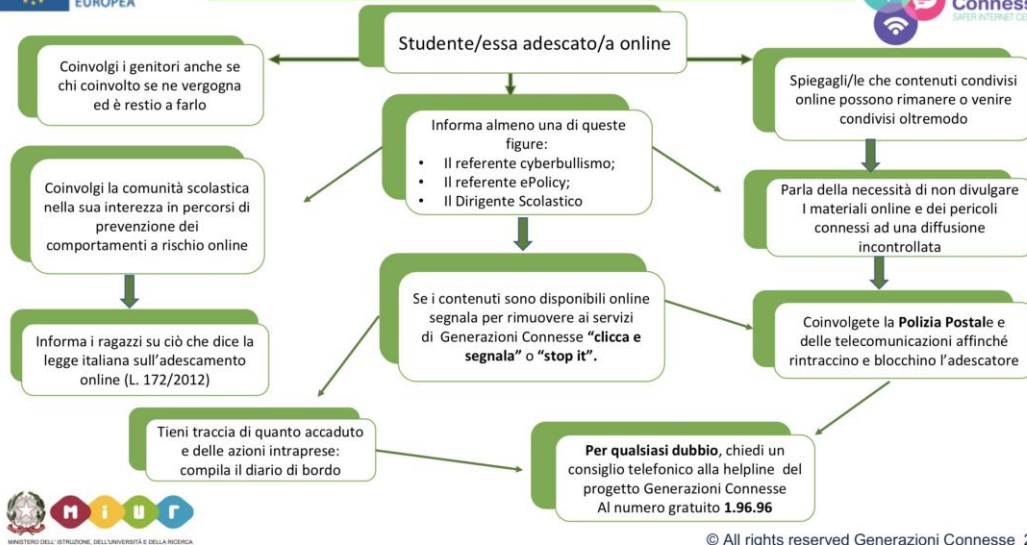 EUROPEA
Conness
SAFER INTERNET CE
Studente/essa adescato/a online
Coinvolgi i genitori anche se
chi coinvolto se ne vergogna
ed è restio a farlo
Spiegagli/le che contenuti condivisi
online possono rimanere o venire
condivisi oltremodo
Informa almeno una di queste
figure:
• Il referente cyberbullismo;
• Il referente ePolicy;
• Il Dirigente Scolastico
Coinvolgi la comunità scolastica
nella sua interezza in percorsi di
prevenzione dei
comportamenti a rischio online
Parla della necessità di non divulgare
I materiali online e dei pericoli
connessi ad una diffusione
incontrollata
Se i contenuti sono disponibili online
segnala per rimuovere ai servizi
di Generazioni Connesse “clicca e
segnala” o “stop it”.
Informa i ragazzi su ciò che dice la
legge italiana sull’adescamento
online (L. 172/2012)
Coinvolgete la Polizia Postale e
delle telecomunicazioni affinché
rintraccino e blocchino l’adescatore
Tieni traccia di quanto accaduto
e delle azioni intraprese:
compila il diario di bordo
Per qualsiasi dubbio, chiedi un
consiglio telefonico alla helpline del
progetto Generazioni Connesse
Al numero gratuito 1.96.96
m i u r
MINISTERO DELL' ISTRUZIONE, DELL'UNIVERSITÀ E DELLA RICERCA
© All rights reserved Generazioni Connesse 2